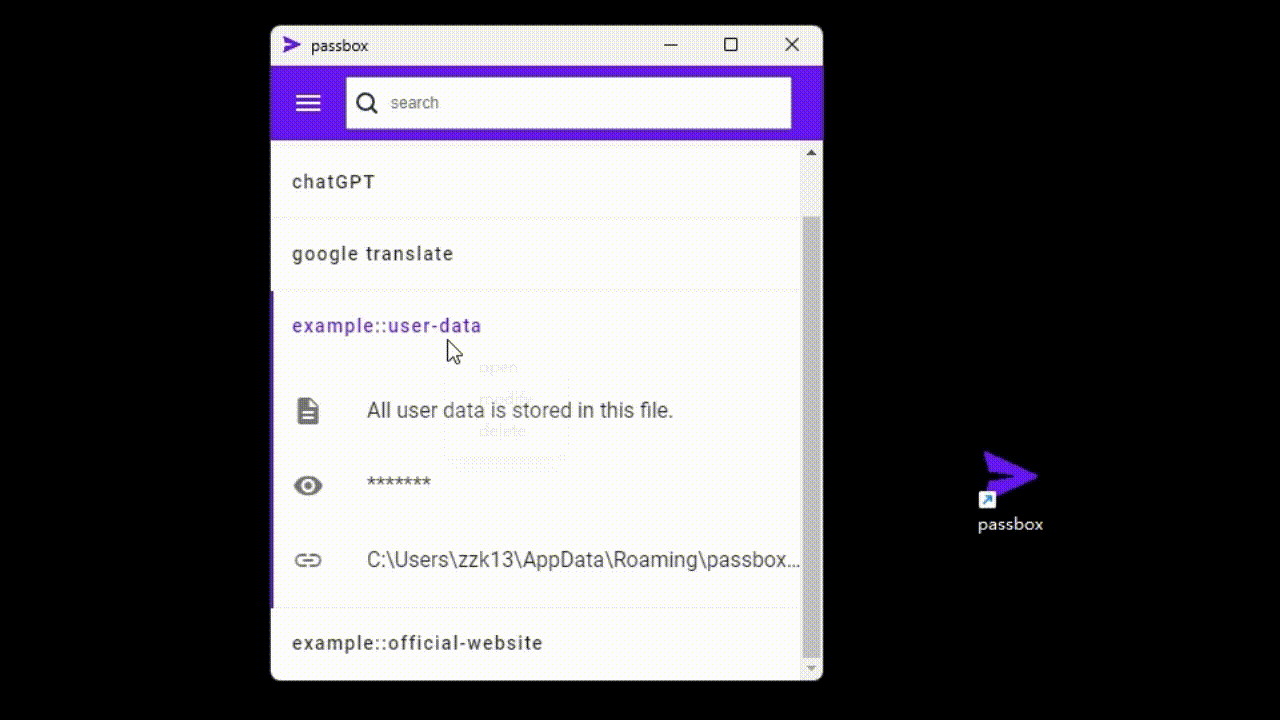 passbox
search
chatGPT
google translate
example::user-data
open
modify
All user data is stored in this file.
delete
*******
C:\Users\zzk13\AppData\Roaming\passbox...
passbox
example::official-website